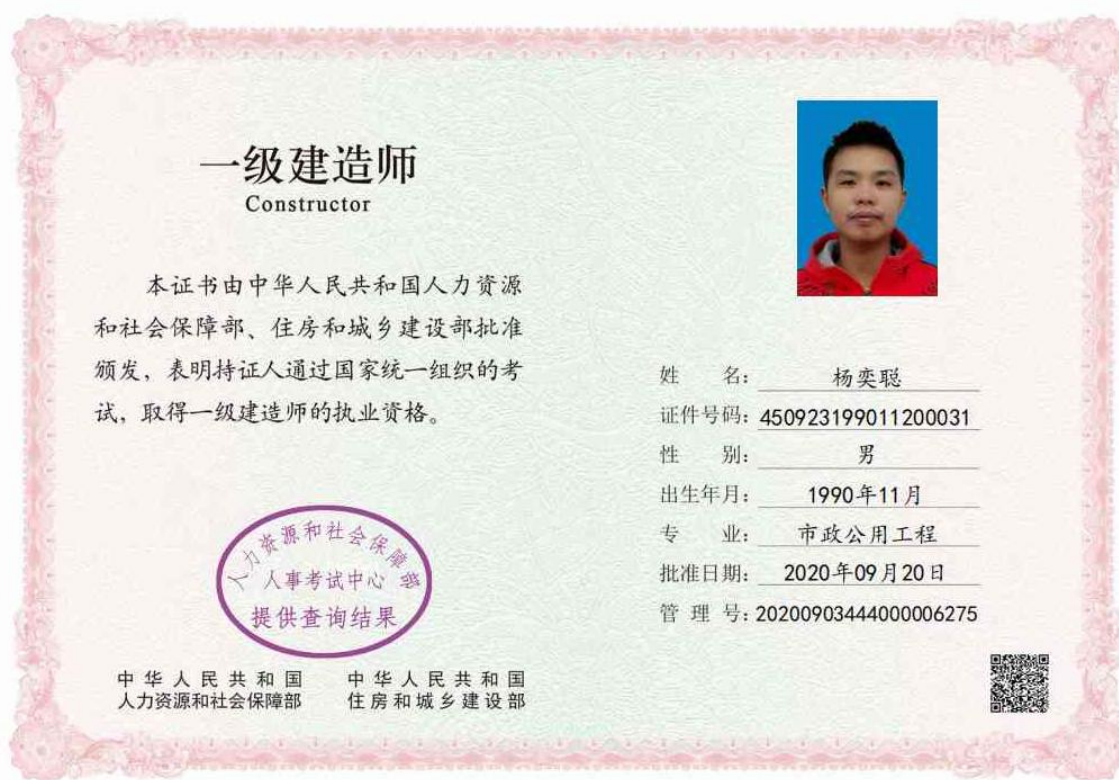 一级建造师
Constructor
本证书由中华人民共和国人力资源
和社会保障部、住房和城乡建设部批准
颁发，表明持证人通过国家统一组织的考
试，取得一级建造师的执业资格。
人力资源和社会保障部
人事考试中心
提供查询结果
中华人民共和国
人力资源和社会保障部
中华人民共和国
住房和城乡建设部
姓名：杨奕聪
证件号码：450923199011200031
性别：男
出生年月：1990年11月
专业：市政公用工程
批准日期：2020年09月20日
管理号：20200903444000006275